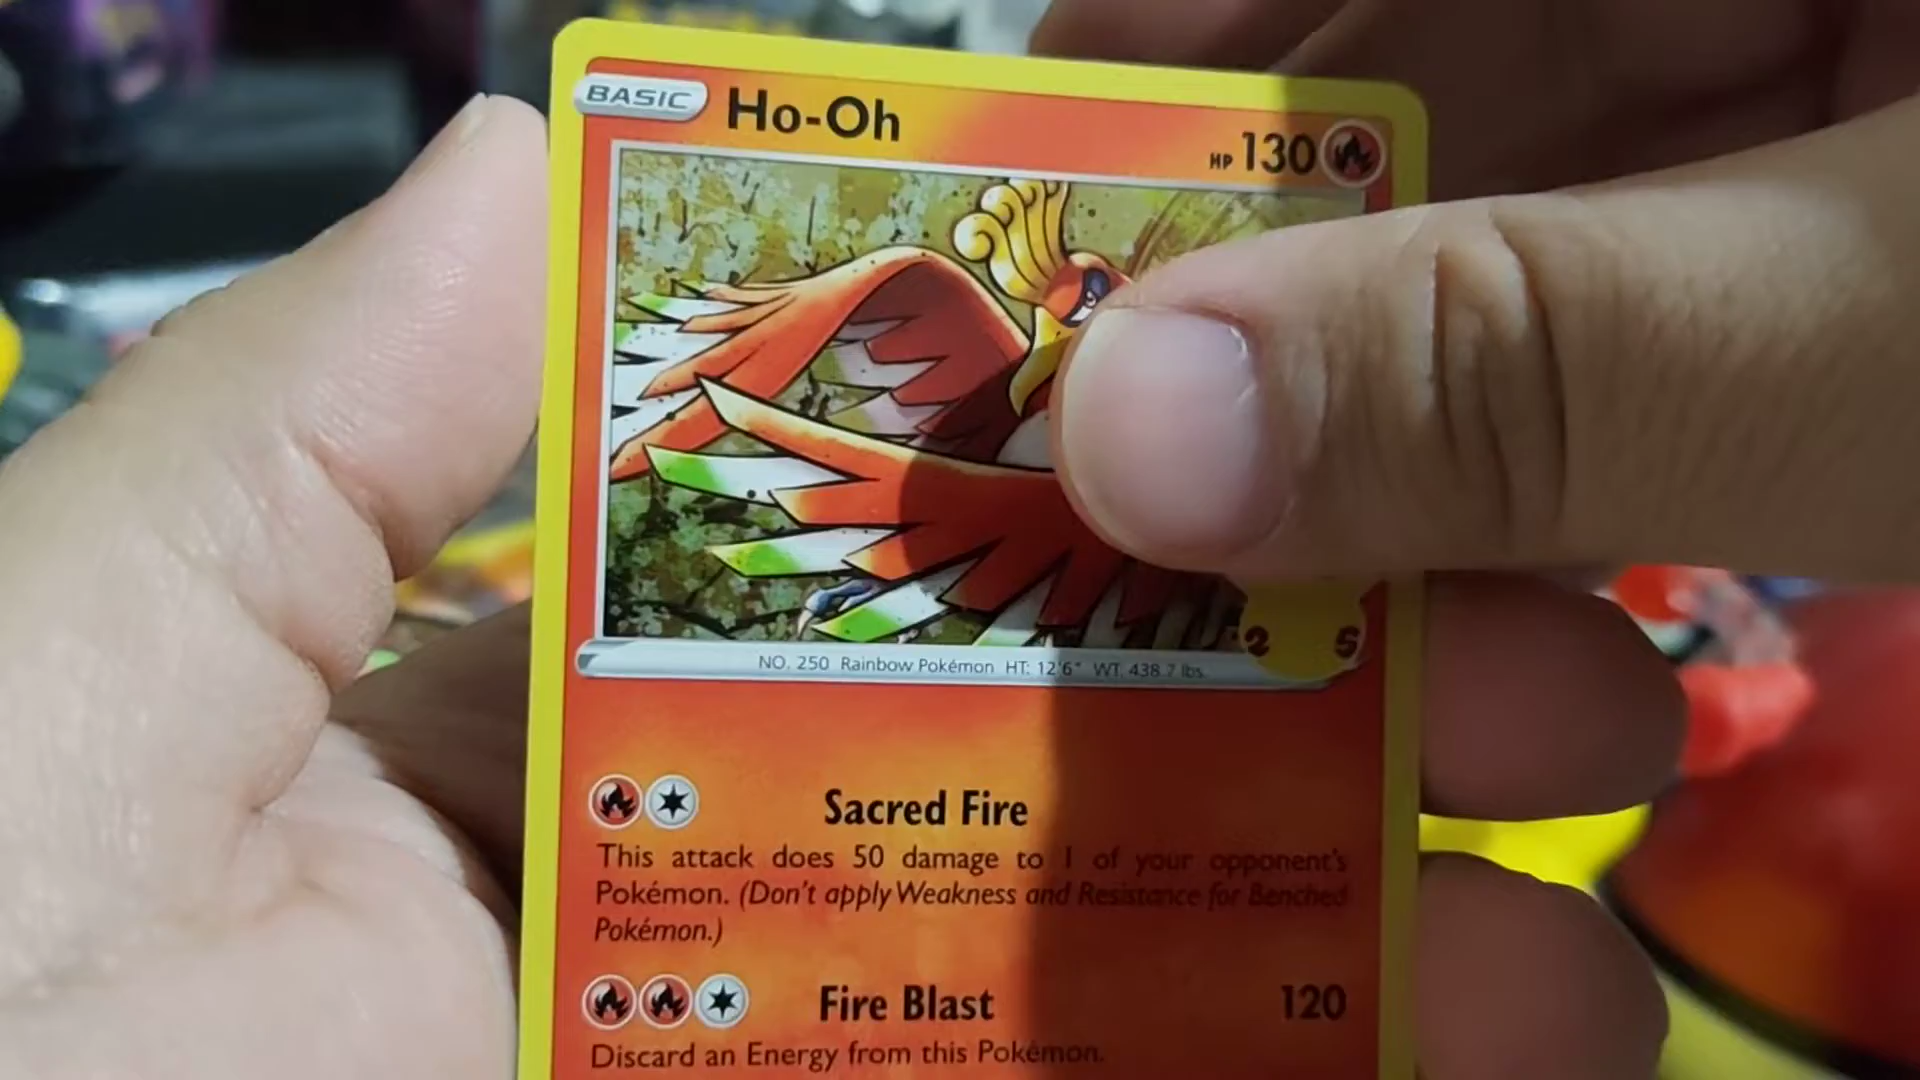 BASIC
Ho-Oh
HP 130
25
NO. 250 Rainbow Pokémon HT: 12'6" WT: 438.7 lbs.
Sacred Fire
This attack does 50 damage to 1 of your opponent's
Pokémon. (Don't apply Weakness and Resistance for Benched
Pokémon.)
Fire Blast 120
Discard an Energy from this Pokémon.